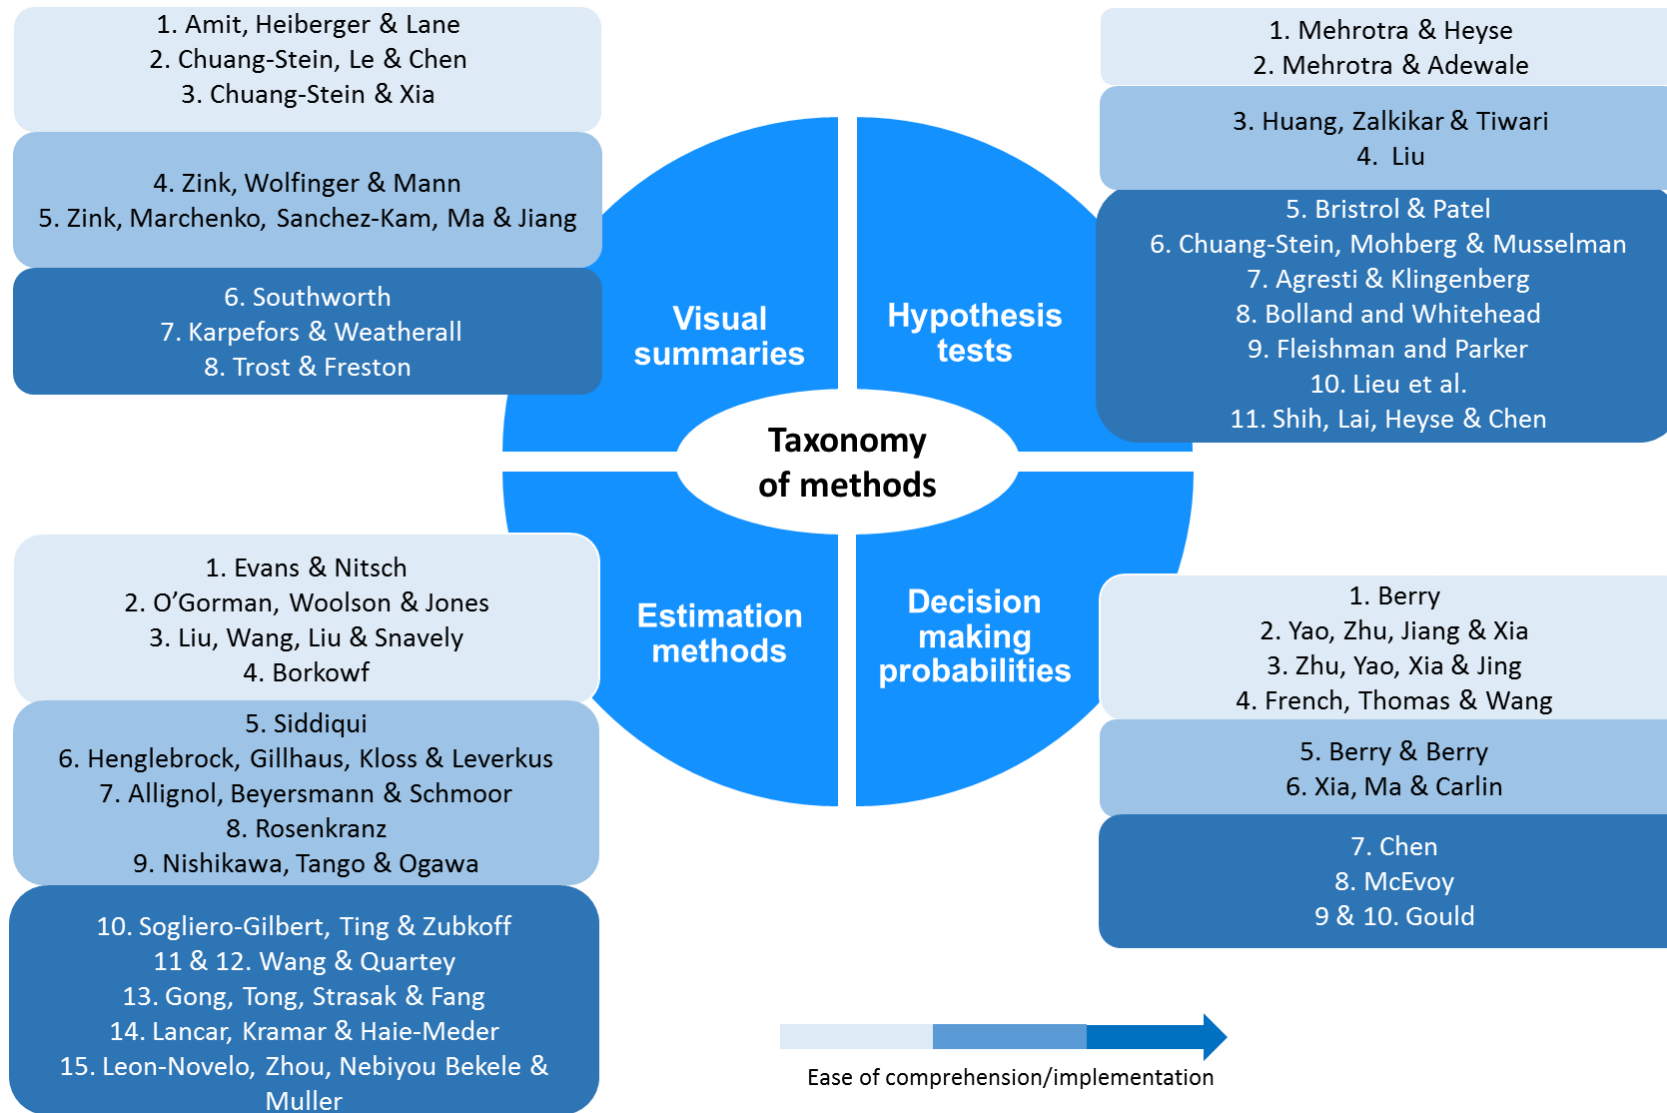 1. Amit, Heiberger & Lane
2. Chuang-Stein, Le & Chen
3. Chuang-Stein & Xia
4. Zink, Wolfinger & Mann
5. Zink, Marchenko, Sanchez-Kam, Ma & Jiang
6. Southworth
7. Karpefors & Weatherall
8. Trost & Freston
Visual
summaries
1. Mehrotra & Heyse
2. Mehrotra & Adewale
3. Huang, Zalkikar & Tiwari
4. Liu
5. Bristrol & Patel
6. Chuang-Stein, Mohberg & Musselman
7. Agresti & Klingenberg
8. Bolland and Whitehead
9. Fleishman and Parker
10. Lieu et al.
11. Shih, Lai, Heyse & Chen
Hypothesis
tests
Taxonomy
of methods
1. Evans & Nitsch
2. O’Gorman, Woolson & Jones
3. Liu, Wang, Liu & Snavely
4. Borkowf
5. Siddiqui
6. Henglebrock, Gillhaus, Kloss & Leverkus
7. Allignol, Beyersmann & Schmoor
8. Rosenkranz
9. Nishikawa, Tango & Ogawa
10. Sogliero-Gilbert, Ting & Zubkoff
11 & 12. Wang & Quartey
13. Gong, Tong, Strasak & Fang
14. Lancar, Kramar & Haie-Meder
15. Leon-Novelo, Zhou, Nebiyou Bekele &
Muller
Estimation
methods
Decision
making
probabilities
1. Berry
2. Yao, Zhu, Jiang & Xia
3. Zhu, Yao, Xia & Jing
4. French, Thomas & Wang
5. Berry & Berry
6. Xia, Ma & Carlin
7. Chen
8. McEvoy
9 & 10. Gould
Ease of comprehension/implementation